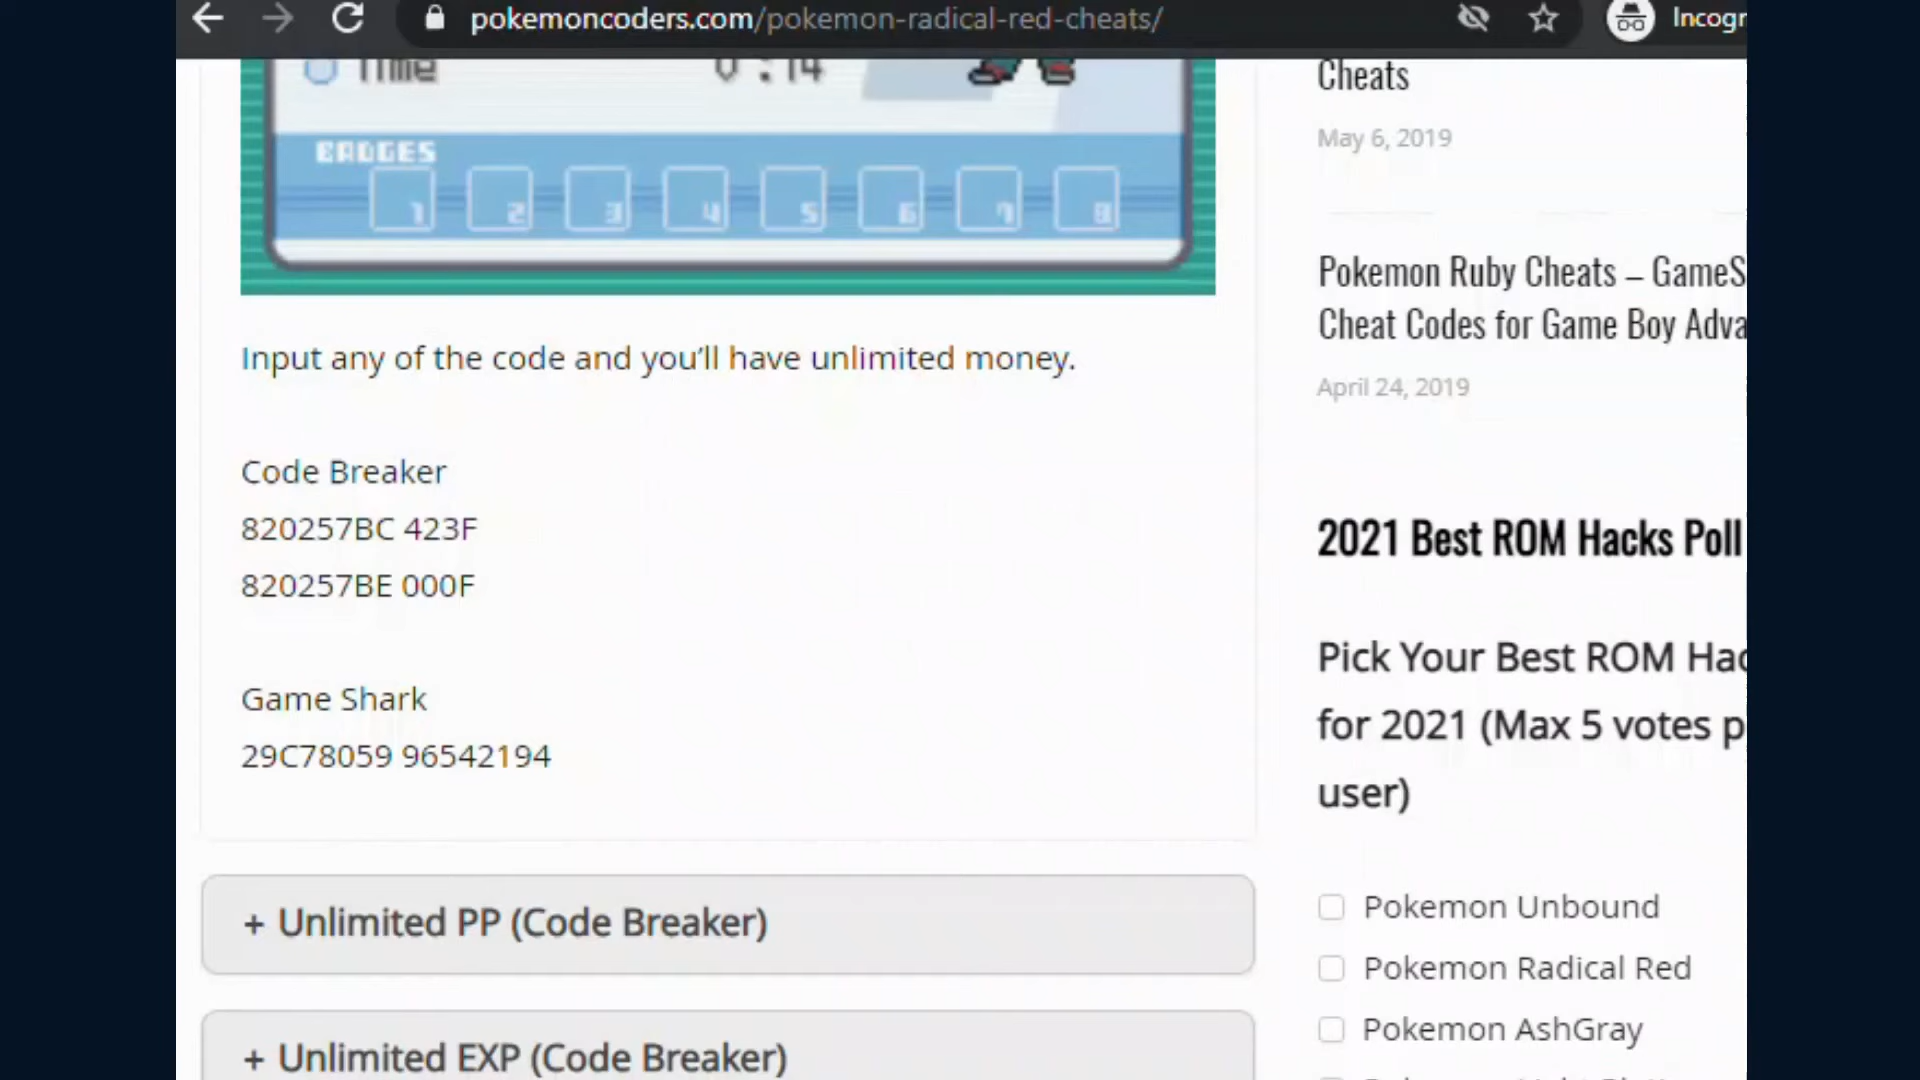 pokemoncoders.com/pokemon-radical-red-cheats/
Incogr
Time 0:14
BADGES
1 2 3 4 5 6 7 8
Input any of the code and you'll have unlimited money.
Code Breaker
820257BC 423F
820257BE 000F
Game Shark
29C78059 96542194
+ Unlimited PP (Code Breaker)
+ Unlimited EXP (Code Breaker)
Cheats
May 6, 2019
Pokemon Ruby Cheats – GameS
Cheat Codes for Game Boy Adva
April 24, 2019
2021 Best ROM Hacks Poll
Pick Your Best ROM Hac
for 2021 (Max 5 votes p
user)
Pokemon Unbound
Pokemon Radical Red
Pokemon AshGray